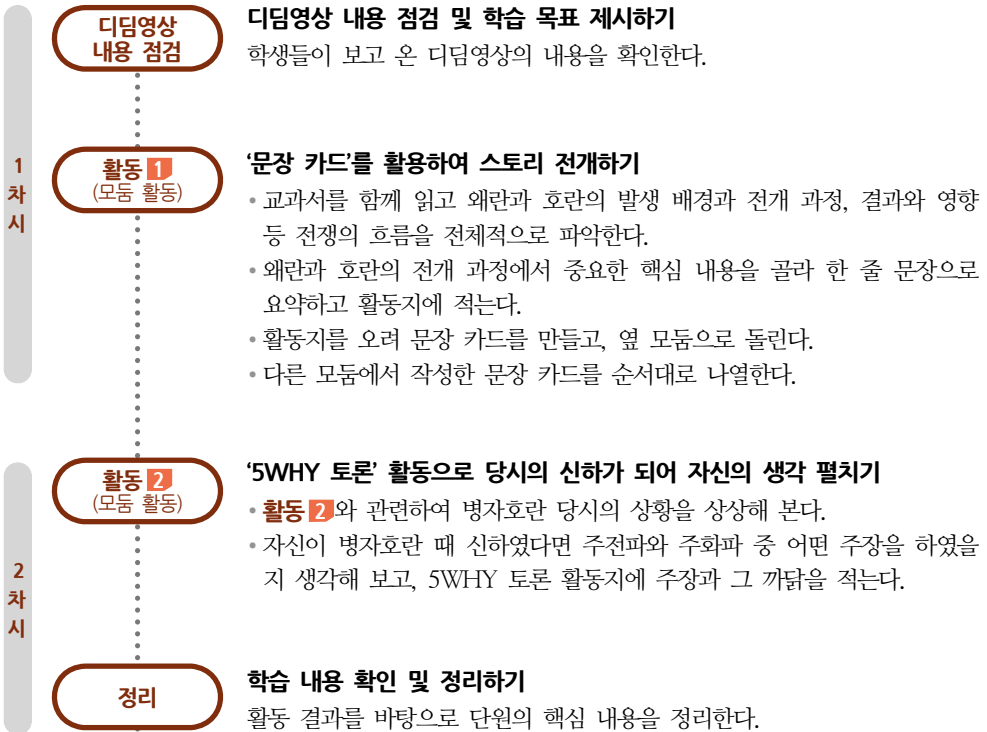 디딤영상
내용 점검
디딤영상 내용 점검 및 학습 목표 제시하기
학생들이 보고 온 디딤영상의 내용을 확인한다.
1
차
시
활동 1
(모둠 활동)
‘문장 카드’를 활용하여 스토리 전개하기
• 교과서를 함께 읽고 왜란과 호란의 발생 배경과 전개 과정, 결과와 영향
등 전쟁의 흐름을 전체적으로 파악한다.
• 왜란과 호란의 전개 과정에서 중요한 핵심 내용을 골라 한 줄 문장으로
요약하고 활동지에 적는다.
• 활동지를 오려 문장 카드를 만들고, 옆 모둠으로 돌린다.
• 다른 모둠에서 작성한 문장 카드를 순서대로 나열한다.
2
차
시
활동 2
(모둠 활동)
‘5WHY 토론’ 활동으로 당시의 신하가 되어 자신의 생각 펼치기
• 활동 2와 관련하여 병자호란 당시의 상황을 상상해 본다.
• 자신이 병자호란 때 신하였다면 주전파와 주화파 중 어떤 주장을 하였을
지 생각해 보고, 5WHY 토론 활동지에 주장과 그 까닭을 적는다.
정리
학습 내용 확인 및 정리하기
활동 결과를 바탕으로 단원의 핵심 내용을 정리한다.